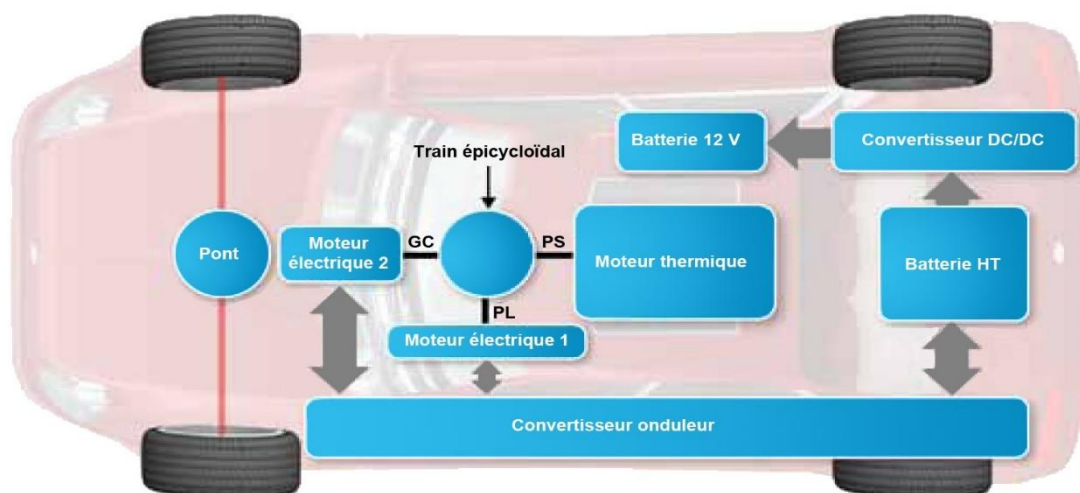 Batterie 12 V
Convertisseur DC/DC
Train épicycloïdal
Pont
Moteur
électrique 2
GC
PS
Moteur thermique
Batterie HT
PL
Moteur électrique 1
Convertisseur onduleur